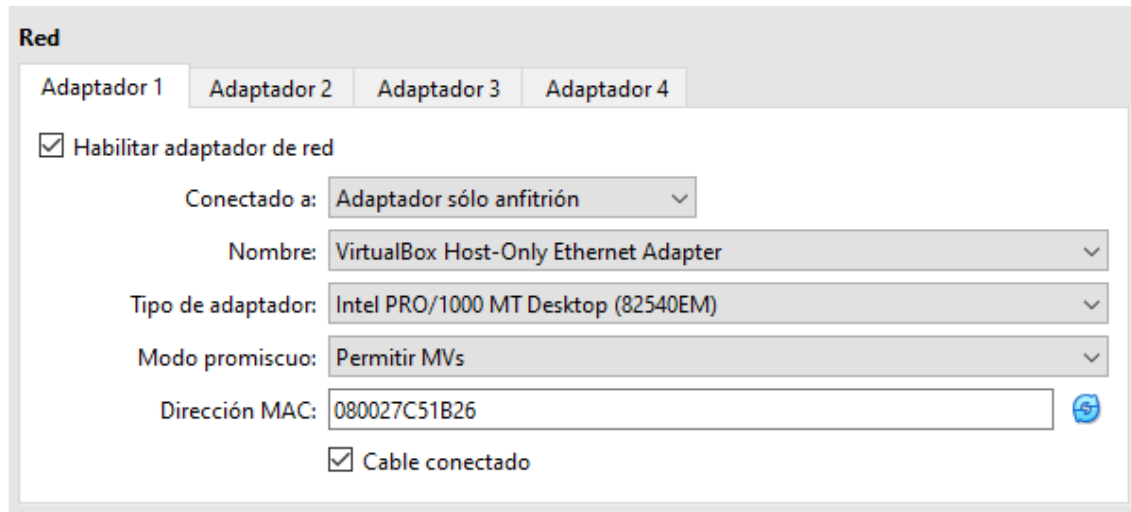 Red
Adaptador 1 Adaptador 2 Adaptador 3 Adaptador 4
Habilitar adaptador de red
Conectado a: Adaptador sólo anfitrión
Nombre: VirtualBox Host-Only Ethernet Adapter
Tipo de adaptador: Intel PRO/1000 MT Desktop (82540EM)
Modo promiscuo: Permitir MVs
Dirección MAC: 080027C51B26
Cable conectado